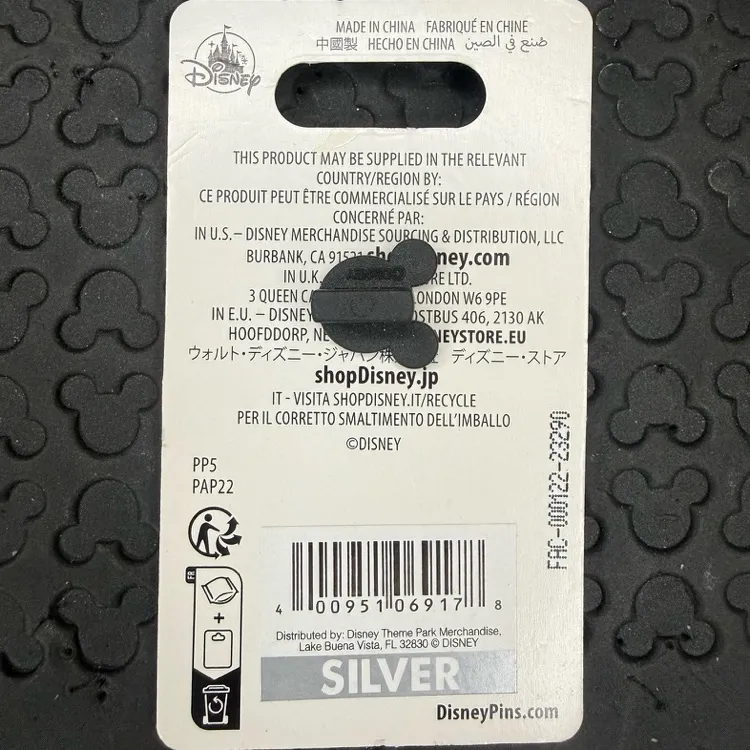 Disney
MADE IN CHINA FABRIQUÉ EN CHINE
中國製 HECHO EN CHINA صنع في الصين
THIS PRODUCT MAY BE SUPPLIED IN THE RELEVANT
COUNTRY/REGION BY:
CE PRODUIT PEUT ÊTRE COMMERCIALISÉ SUR LE PAYS / RÉGION
CONCERNÉ PAR:
IN U.S. – DISNEY MERCHANDISE SOURCING & DISTRIBUTION, LLC
BURBANK, CA
IN U.K. LTD.
3 QUEEN LONDON W6 9PE
IN E.U. – DISNEY 406, 2130 AK
HOOFDDORP,
ウォルト・ディズニー・ジャパン ディズニー・ストア
shopDisney.jp
IT - VISITA SHOPDISNEY.IT/RECYCLE
PER IL CORRETTO SMALTIMENTO DELL'IMBALLO
©DISNEY
PP5
PAP22
FAC-000122-23290
FR
+
4 00951 06917 8
Distributed by: Disney Theme Park Merchandise,
Lake Buena Vista, FL 32830 © DISNEY
SILVER
DisneyPins.com